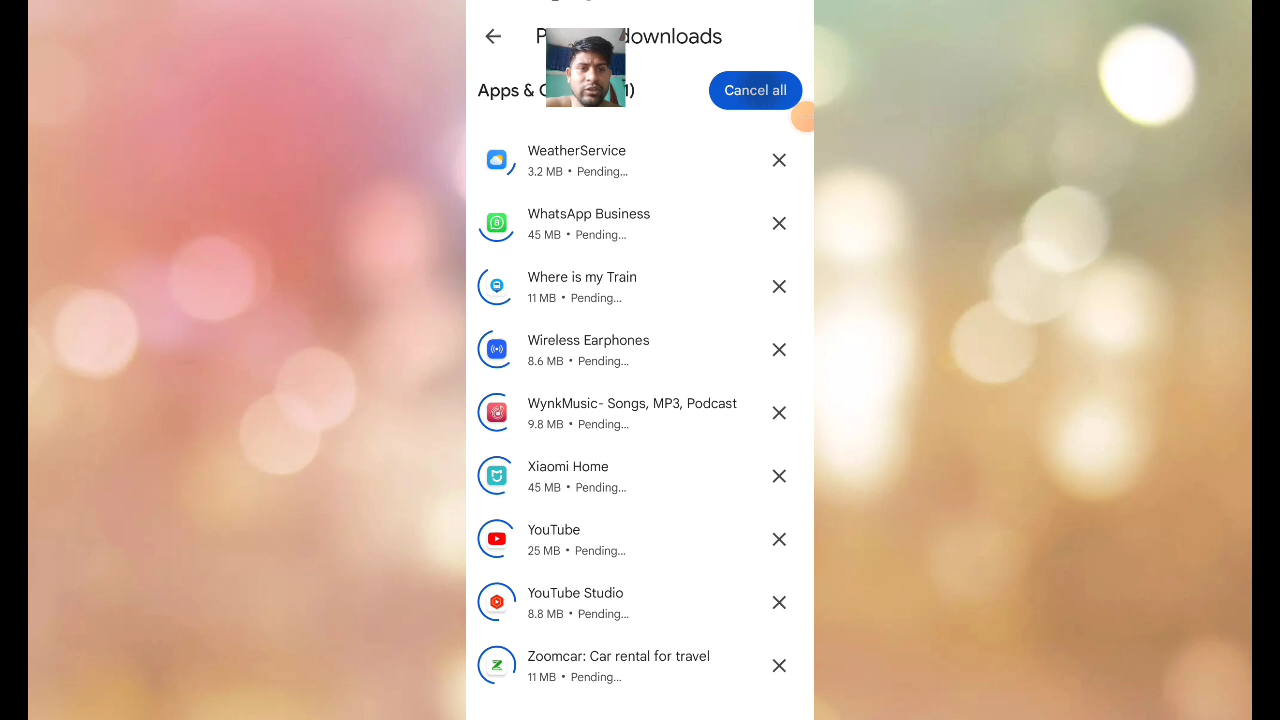 downloads
Apps &
Cancel all
WeatherService
3.2 MB • Pending...
WhatsApp Business
45 MB • Pending...
Where is my Train
11 MB • Pending...
Wireless Earphones
8.6 MB • Pending...
WynkMusic- Songs, MP3, Podcast
9.8 MB • Pending...
Xiaomi Home
45 MB • Pending...
YouTube
25 MB • Pending...
YouTube Studio
8.8 MB • Pending...
Zoomcar: Car rental for travel
11 MB • Pending...